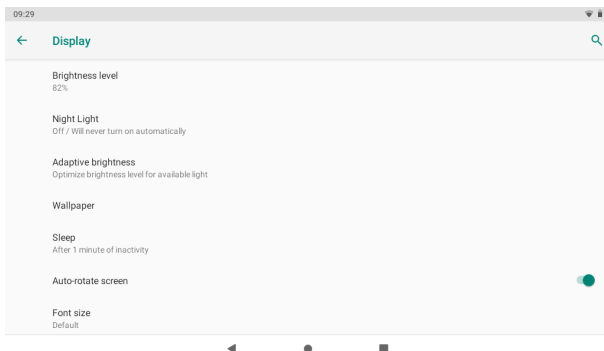 09:29
Display
Brightness level
82%
Night Light
Off / Will never turn on automatically
Adaptive brightness
Optimize brightness level for available light
Wallpaper
Sleep
After 1 minute of inactivity
Auto-rotate screen
Font size
Default